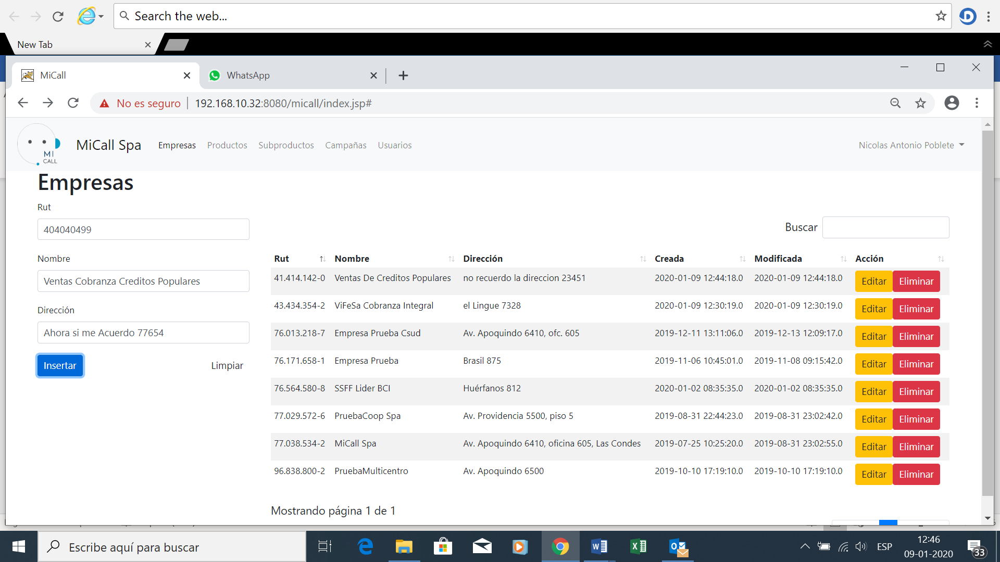 Search the web...
New Tab
MiCall
WhatsApp
No es seguro
192.168.10.32:8080/micall/index.jsp#
MI
CALL
MiCall Spa
Empresas
Productos
Subproductos
Campañas
Usuarios
Nicolas Antonio Poblete
Empresas
Rut
404040499
Nombre
Ventas Cobranza Creditos Populares
Dirección
Ahora si me Acuerdo 77654
Insertar
Limpiar
Buscar
Rut Nombre Dirección Creada Modificada Acción
41.414.142-0 Ventas De Creditos Populares no recuerdo la direccion 23451 2020-01-09 12:44:18.0 2020-01-09 12:44:18.0 Editar Eliminar
43.434.354-2 ViFeSa Cobranza Integral el Lingue 7328 2020-01-09 12:30:19.0 2020-01-09 12:30:19.0 Editar Eliminar
76.013.218-7 Empresa Prueba Csud Av. Apoquindo 6410, ofc. 605 2019-12-11 13:11:06.0 2019-12-13 12:09:17.0 Editar Eliminar
76.171.658-1 Empresa Prueba Brasil 875 2019-11-06 10:45:01.0 2019-11-08 09:15:42.0 Editar Eliminar
76.564.580-8 SSFF Lider BCI Huérfanos 812 2020-01-02 08:35:35.0 2020-01-02 08:35:35.0 Editar Eliminar
77.029.572-6 PruebaCoop Spa Av. Providencia 5500, piso 5 2019-08-31 22:44:23.0 2019-08-31 23:02:42.0 Editar Eliminar
77.038.534-2 MiCall Spa Av. Apoquindo 6410, oficina 605, Las Condes 2019-07-25 10:25:20.0 2019-08-31 23:02:55.0 Editar Eliminar
96.838.800-2 PruebaMulticentro Av. Apoquindo 6500 2019-10-10 17:19:10.0 2019-10-10 17:19:10.0 Editar Eliminar
Mostrando página 1 de 1
Escribe aquí para buscar
ESP
12:46
09-01-2020
33